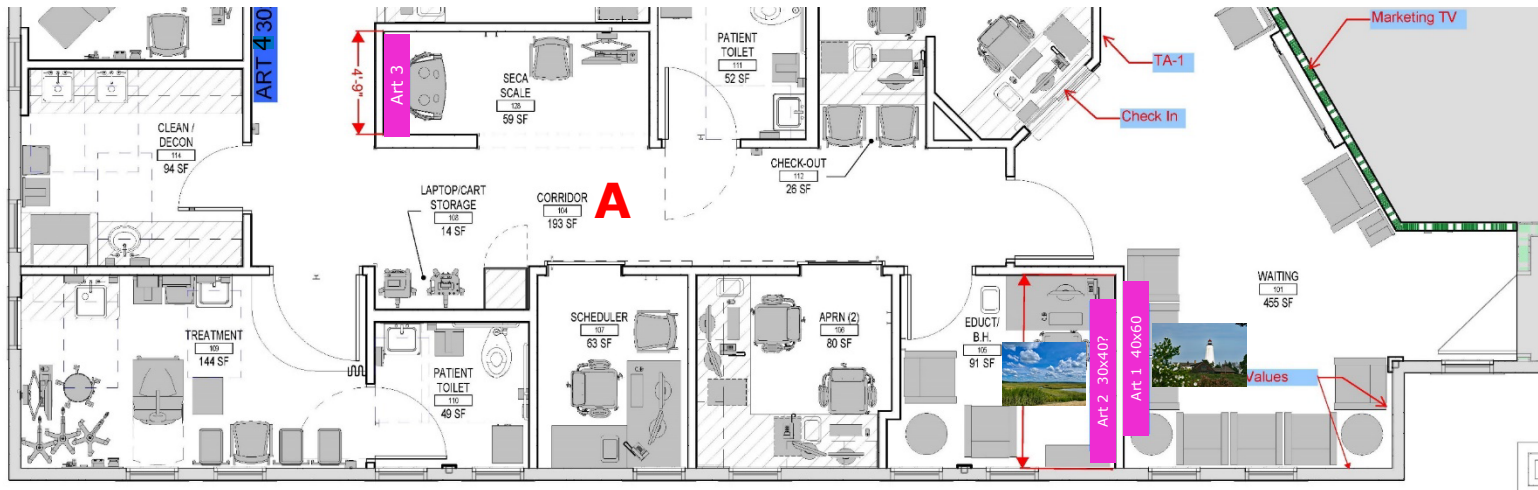 ART 4 30
Art 3
4'-9"
SECA
SCALE
128
59 SF
PATIENT
TOILET
111
52 SF
Marketing TV
TA-1
Check In
CLEAN /
DECON
114
94 SF
CHECK-OUT
112
26 SF
LAPTOP/CART
STORAGE
108
14 SF
CORRIDOR
104
193 SF
A
WAITING
101
455 SF
TREATMENT
109
144 SF
SCHEDULER
107
63 SF
APRN (2)
106
80 SF
EDUCT/
B.H.
105
91 SF
PATIENT
TOILET
110
49 SF
Art 2 30x40?
Art 1 40x60
Values